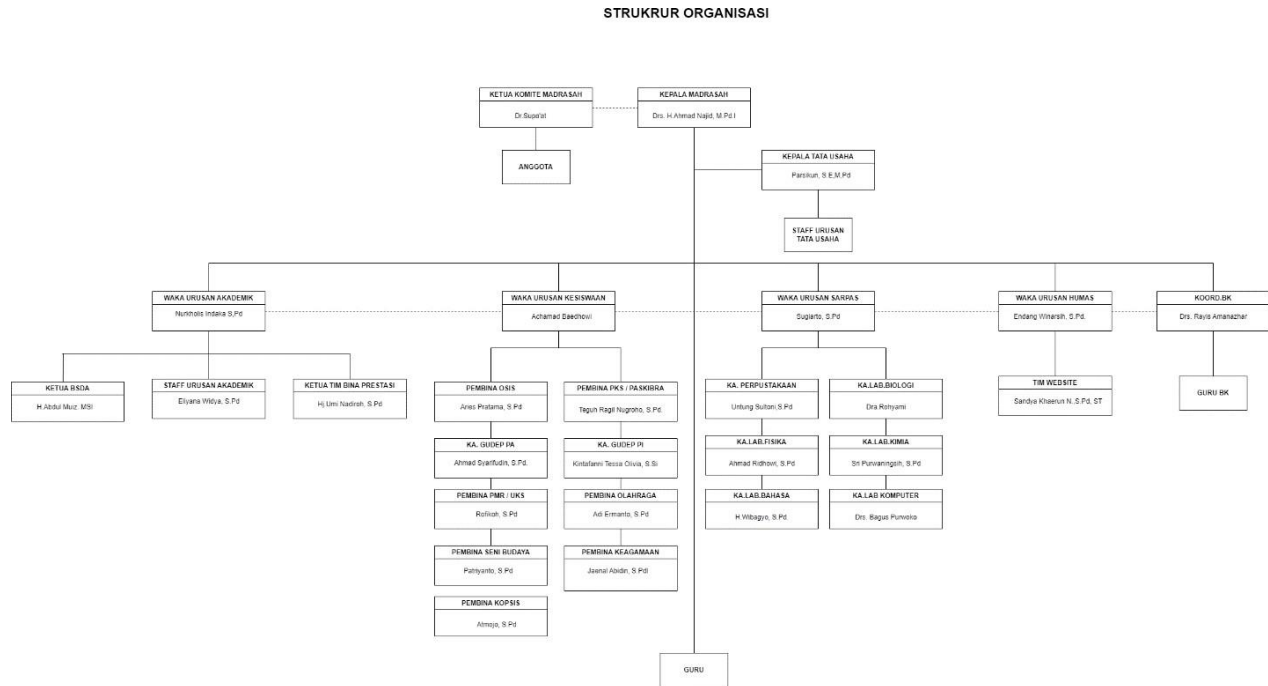 STRUKRUR ORGANISASI
KETUA KOMITE MADRASAH
Dr.Supa'at
KEPALA MADRASAH
Drs. H.Ahmad Najid, M.Pd.I
ANGGOTA
KEPALA TATA USAHA
Parsikun, S.E,M,Pd
STAFF URUSAN
TATA USAHA
WAKA URUSAN AKADEMIK
Nurkholis Indaka S,Pd
WAKA URUSAN KESISWAAN
Achamad Baedhowi
WAKA URUSAN SARPAS
Sugiarto, S.Pd
WAKA URUSAN HUMAS
Endang Winarsih, S.Pd.
KOORD.BK
Drs. Rayis Amanazhar
KETUA BSDA
H.Abdul Muiz. MSI
STAFF URUSAN AKADEMIK
Eliyana Widya, S.Pd
KETUA TIM BINA PRESTASI
Hj.Umi Nadiroh, S.Pd
PEMBINA OSIS
Aries Pratama, S.Pd
PEMBINA PKS / PASKIBRA
Teguh Ragil Nugroho, S.Pd.
KA. PERPUSTAKAAN
Untung Sultoni,S.Pd
KA.LAB.BIOLOGI
Dra.Rohyami
TIM WEBSITE
Sandya Khaerun N.,S.Pd, ST
GURU BK
KA. GUDEP PA
Ahmad Syarifudin, S.Pd.
KA. GUDEP PI
Kintafanni Tessa Olivia, S.Si
KA.LAB.FISIKA
Ahmad Ridhowi, S.Pd
KA.LAB.KIMIA
Sri Purwaningsih, S.Pd
PEMBINA PMR / UKS
Rofikoh, S.Pd
PEMBINA OLAHRAGA
Adi Ermanto, S.Pd
KA.LAB.BAHASA
H.Wibagyo, S.Pd.
KA.LAB KOMPUTER
Drs. Bagus Purwoko
PEMBINA SENI BUDAYA
Patriyanto, S.Pd
PEMBINA KEAGAMAAN
Jaenal Abidin, S.PdI
PEMBINA KOPSIS
Atmojo, S.Pd
GURU